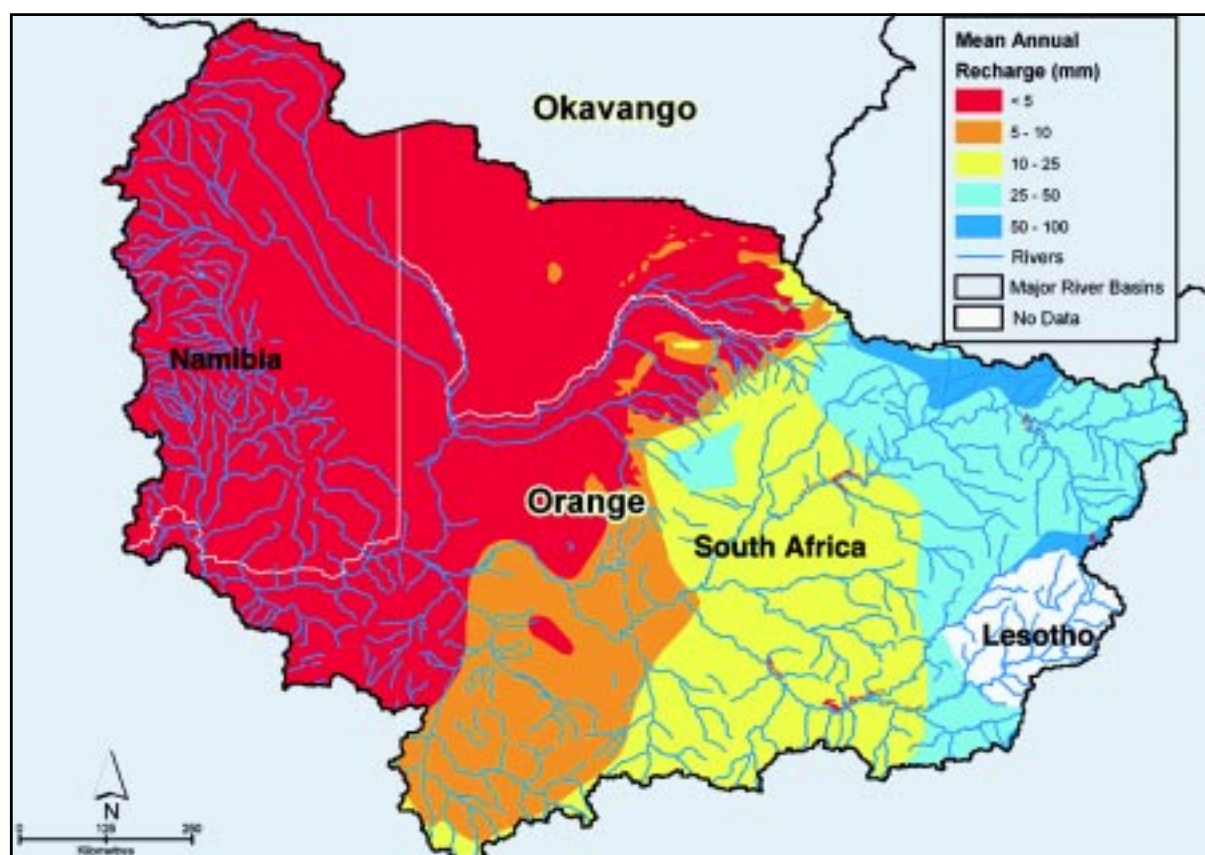 Mean Annual
Recharge (mm)
< 5
5 - 10
10 - 25
25 - 50
50 - 100
Rivers
Major River Basins
No Data
Okavango
Namibia
Orange
South Africa
Lesotho
N
Kilometres